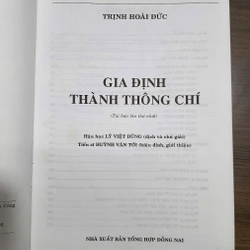 TRỊNH HOÀI ĐỨC
GIA ĐỊNH
THÀNH THÔNG CHÍ
(Tái bản lần thứ nhất)
Hậu học LÝ VIỆT DŨNG (dịch và chú giải)
Tiến sĩ HUỲNH VĂN TỚI (hiệu đính, giới thiệu)
NHÀ XUẤT BẢN TỔNG HỢP ĐỒNG NAI